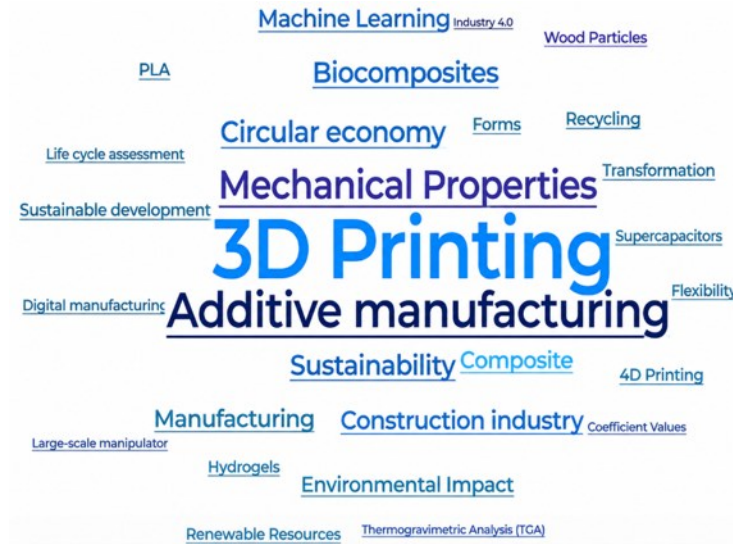 Machine Learning Industry 4.0
Wood Particles
PLA
Biocomposites
Circular economy
Forms
Recycling
Life cycle assessment
Mechanical Properties
Transformation
Sustainable development
3D Printing
Supercapacitors
Digital manufacturing
Additive manufacturing
Flexibility
Sustainability
Composite
4D Printing
Manufacturing
Construction industry
Coefficient Values
Large-scale manipulator
Hydrogels
Environmental Impact
Renewable Resources
Thermogravimetric Analysis (TGA)